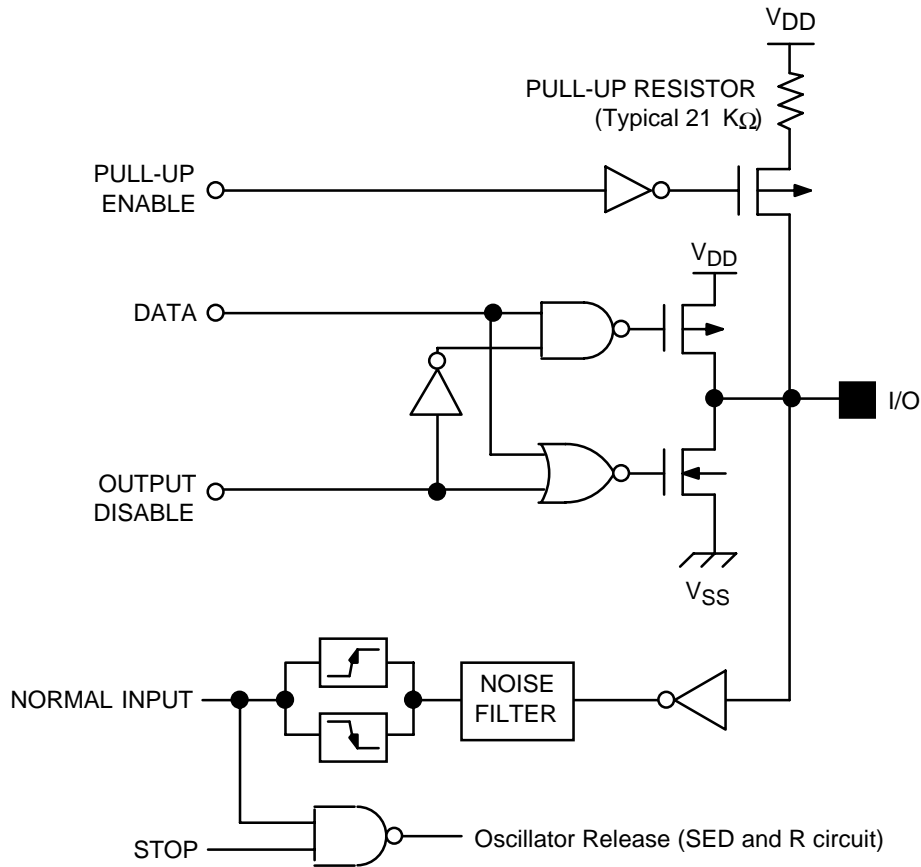 VDD
PULL-UP RESISTOR
(Typical 21 KΩ)
PULL-UP
ENABLE
VDD
DATA
I/O
OUTPUT
DISABLE
VSS
NOISE
FILTER
NORMAL INPUT
STOP
Oscillator Release (SED and R circuit)